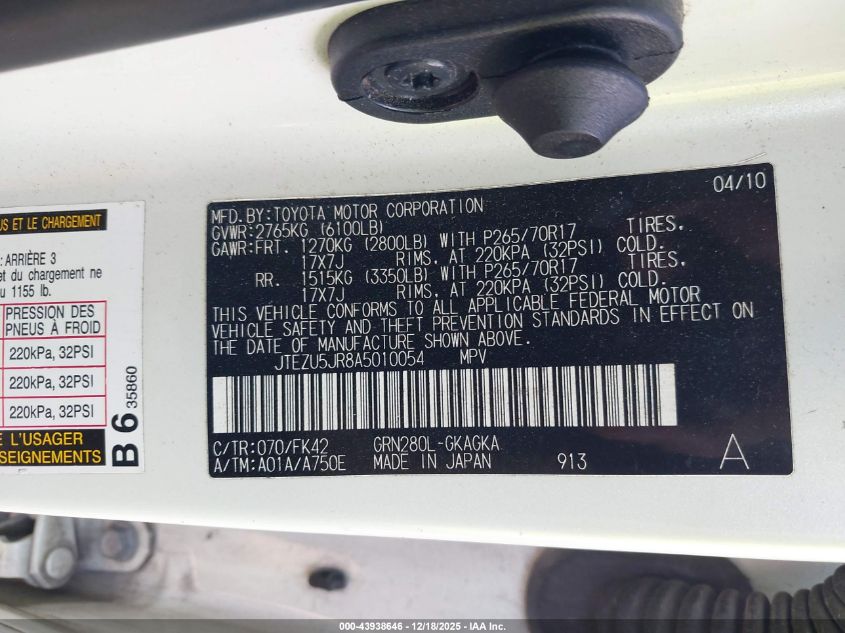 04/10
MFD.BY:TOYOTA MOTOR CORPORATION
GVWR:2765KG (6100LB)
GAWR:FRT. 1270KG (2800LB) WITH P265/70R17 TIRES,
17X7J RIMS, AT 220KPA (32PSI) COLD.
RR. 1515KG (3350LB) WITH P265/70R17 TIRES,
17X7J RIMS, AT 220KPA (32PSI) COLD.
THIS VEHICLE CONFORMS TO ALL APPLICABLE FEDERAL MOTOR
VEHICLE SAFETY AND THEFT PREVENTION STANDARDS IN EFFECT ON
THE DATE OF MANUFACTURE SHOWN ABOVE.
JTEZU5JR8A5010054 MPV
C/TR:070/FK42 GRN280L-GKAGKA
A/TM:A01A/A750E MADE IN JAPAN 913 A
ET LE CHARGEMENT
: ARRIÈRE 3
et du chargement ne
1155 lb.
PRESSION DES
PNEUS À FROID
220kPa, 32PSI
220kPa, 32PSI
220kPa, 32PSI
L'USAGER
B6 35860
000-43938646 - 12/18/2025 - IAA Inc.